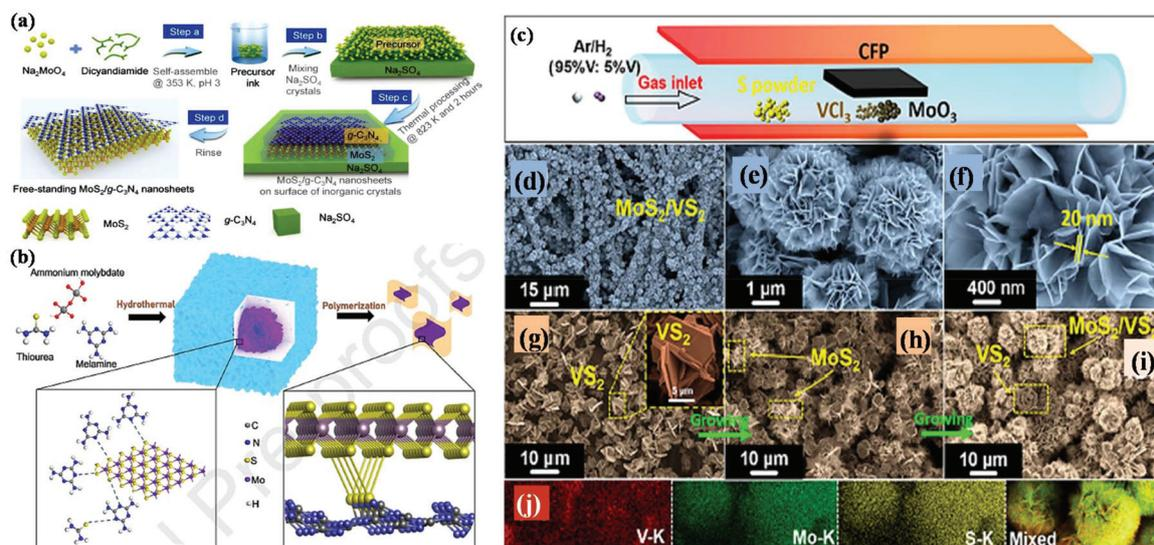 (a)
Na2MoO4
Dicyandiamide
Step a
Self-assemble
@ 353 K, pH 3
Precursor
ink
Step b
Mixing
Na2SO4
crystals
Precursor
Na2SO4
Step c
Thermal processing
@ 823 K and 2 hours
g-C3N4
MoS2
Na2SO4
MoS2/g-C3N4 nanosheets
on surface of inorganic crystals
Step d
Rinse
Free-standing MoS2/g-C3N4 nanosheets
MoS2
g-C3N4
Na2SO4
(b)
Ammonium molybdate
Thiourea
Melamine
Hydrothermal
Polymerization
C
N
S
Mo
H
(c)
Ar/H2
(95%V: 5%V)
Gas inlet
CFP
S powder
VCl3
MoO3
(d)
MoS2/VS2
15 µm
(e)
1 µm
(f)
20 nm
400 nm
(g)
VS2
5 µm
10 µm
Growing
(h)
MoS2
10 µm
Growing
(i)
MoS2/VS2
VS2
10 µm
(j)
V-K
Mo-K
S-K
Mixed